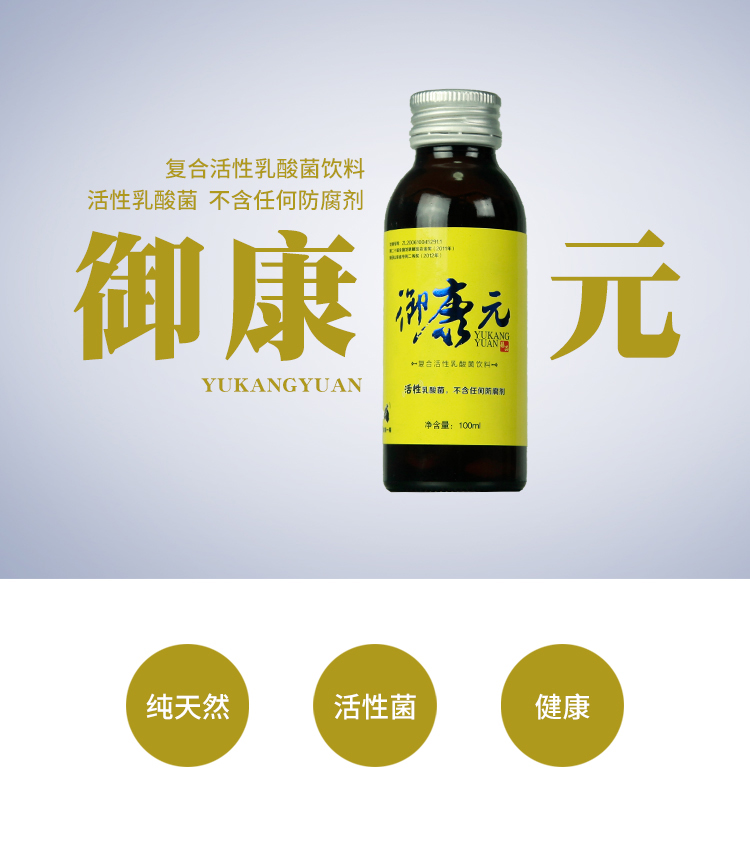 复合活性乳酸菌饮料
活性乳酸菌 不含任何防腐剂
御康元
YUKANGYUAN
御康元
YUKANG
YUAN
复合活性乳酸菌饮料
活性乳酸菌，不含任何防腐剂
净含量：100ml
纯天然
活性菌
健康